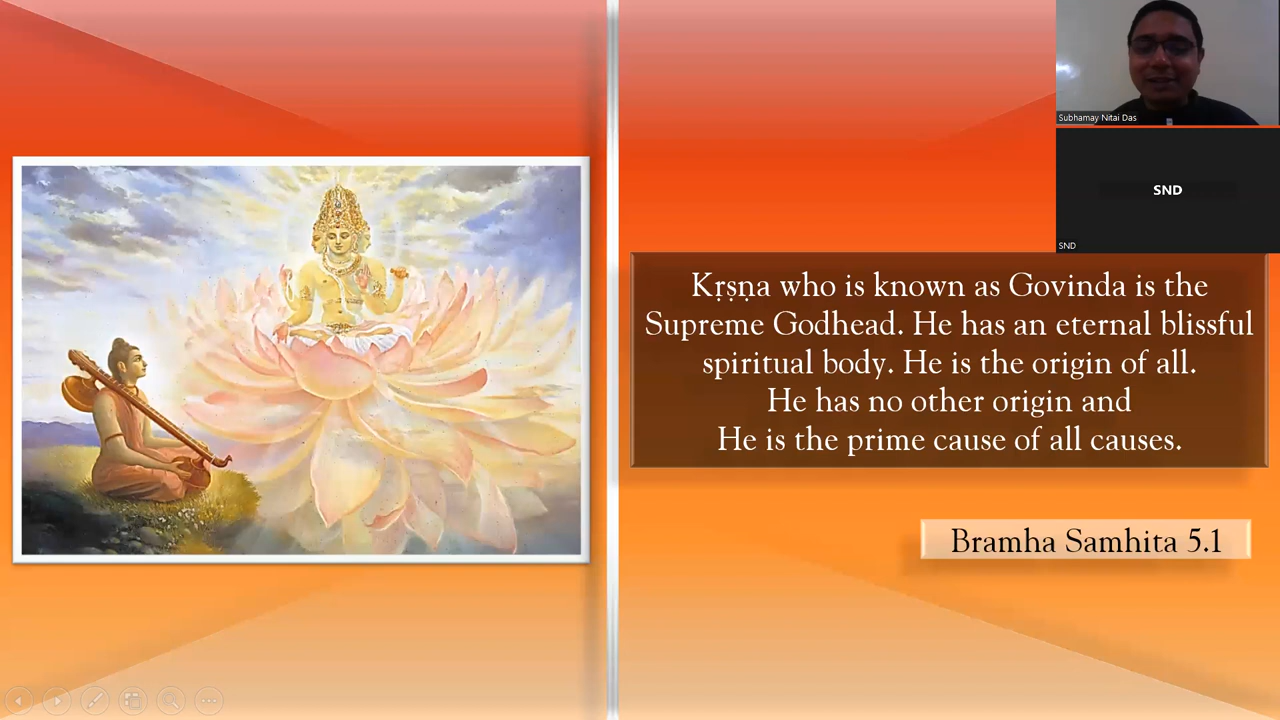 Subhamay Nitai Das
SND
SND
Kṛṣṇa who is known as Govinda is the
Supreme Godhead. He has an eternal blissful
spiritual body. He is the origin of all.
He has no other origin and
He is the prime cause of all causes.
Bramha Samhita 5.1